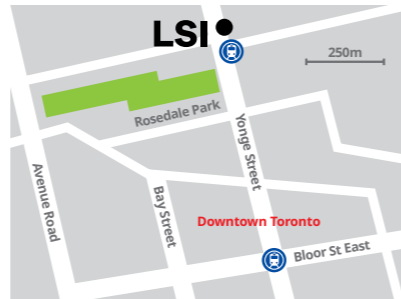 LSI
250m
Rosedale Park
Yonge Street
Avenue Road
Bay Street
Downtown Toronto
Bloor St East